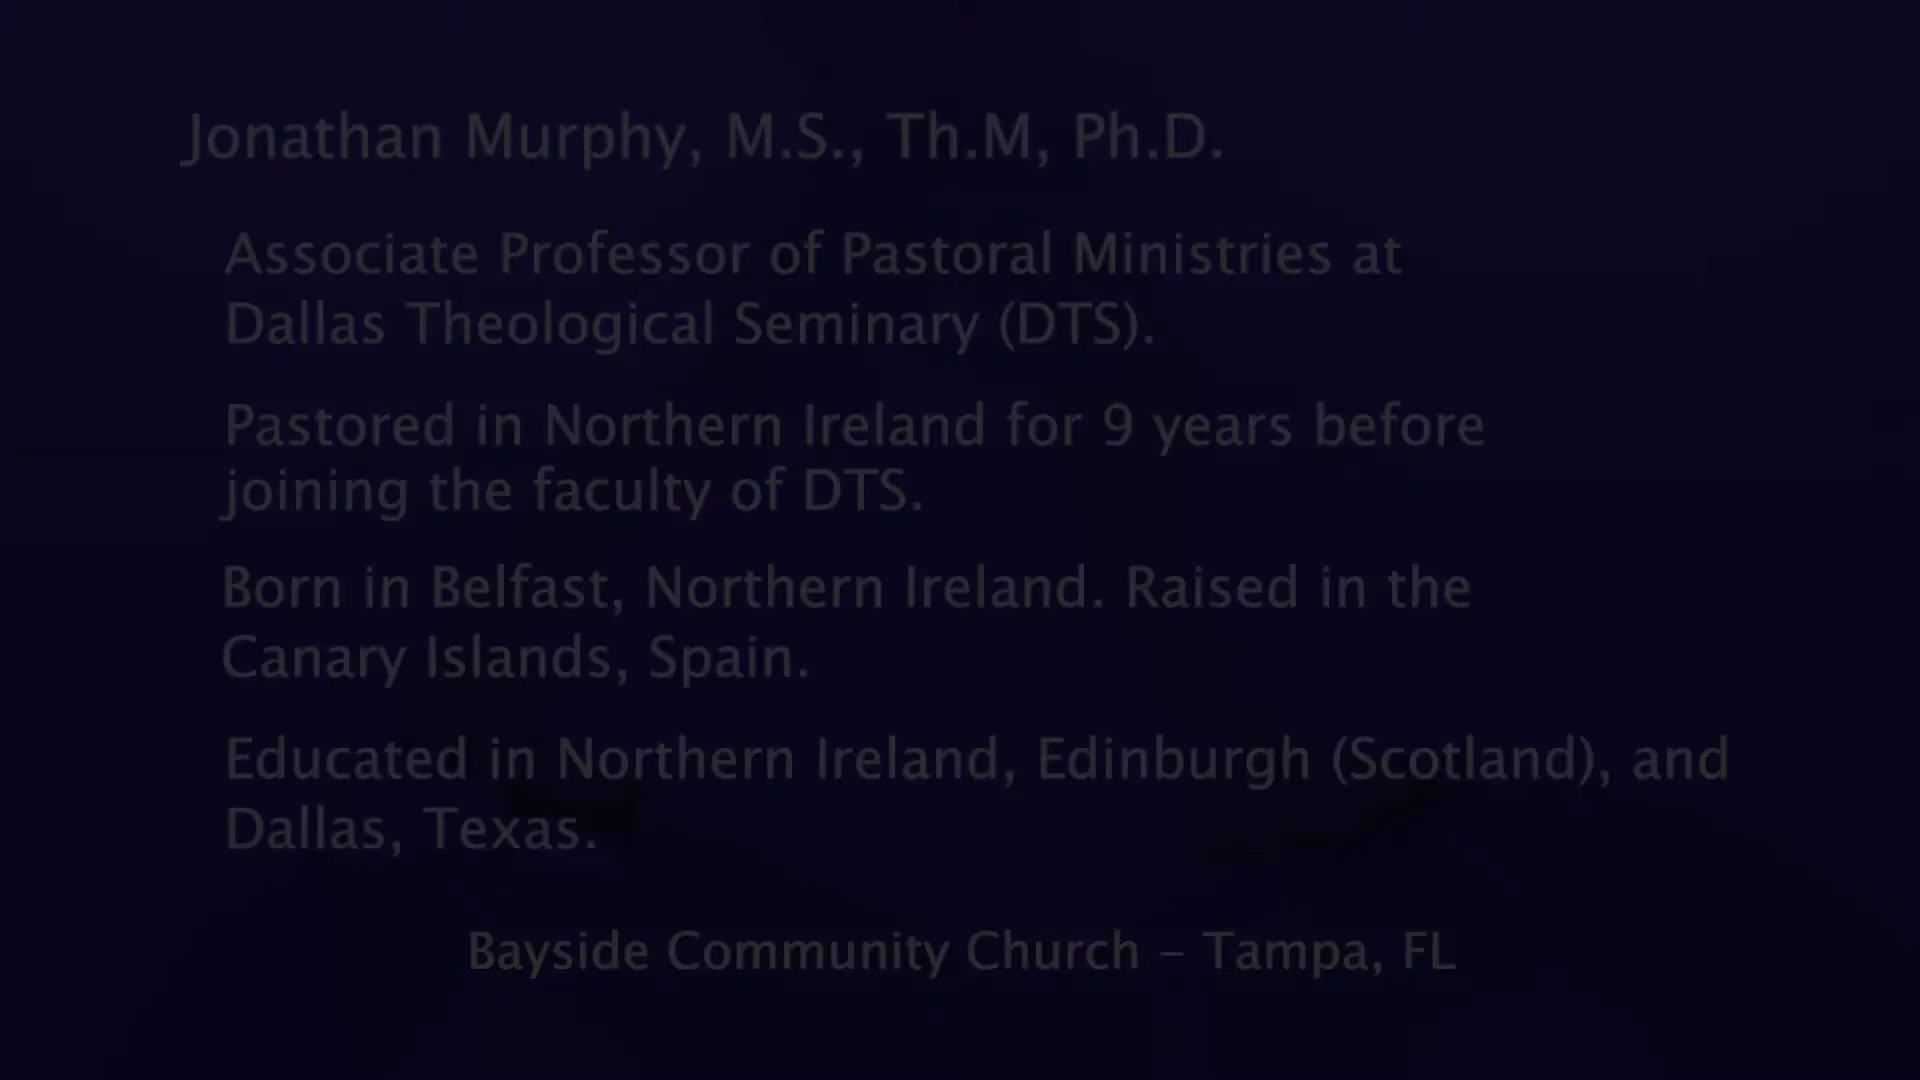 Jonathan Murphy, M.S., Th.M, Ph.D.
Associate Professor of Pastoral Ministries at
Dallas Theological Seminary (DTS).
Pastored in Northern Ireland for 9 years before
joining the faculty of DTS.
Born in Belfast, Northern Ireland. Raised in the
Canary Islands, Spain.
Educated in Northern Ireland, Edinburgh (Scotland), and
Dallas, Texas.
Bayside Community Church – Tampa, FL